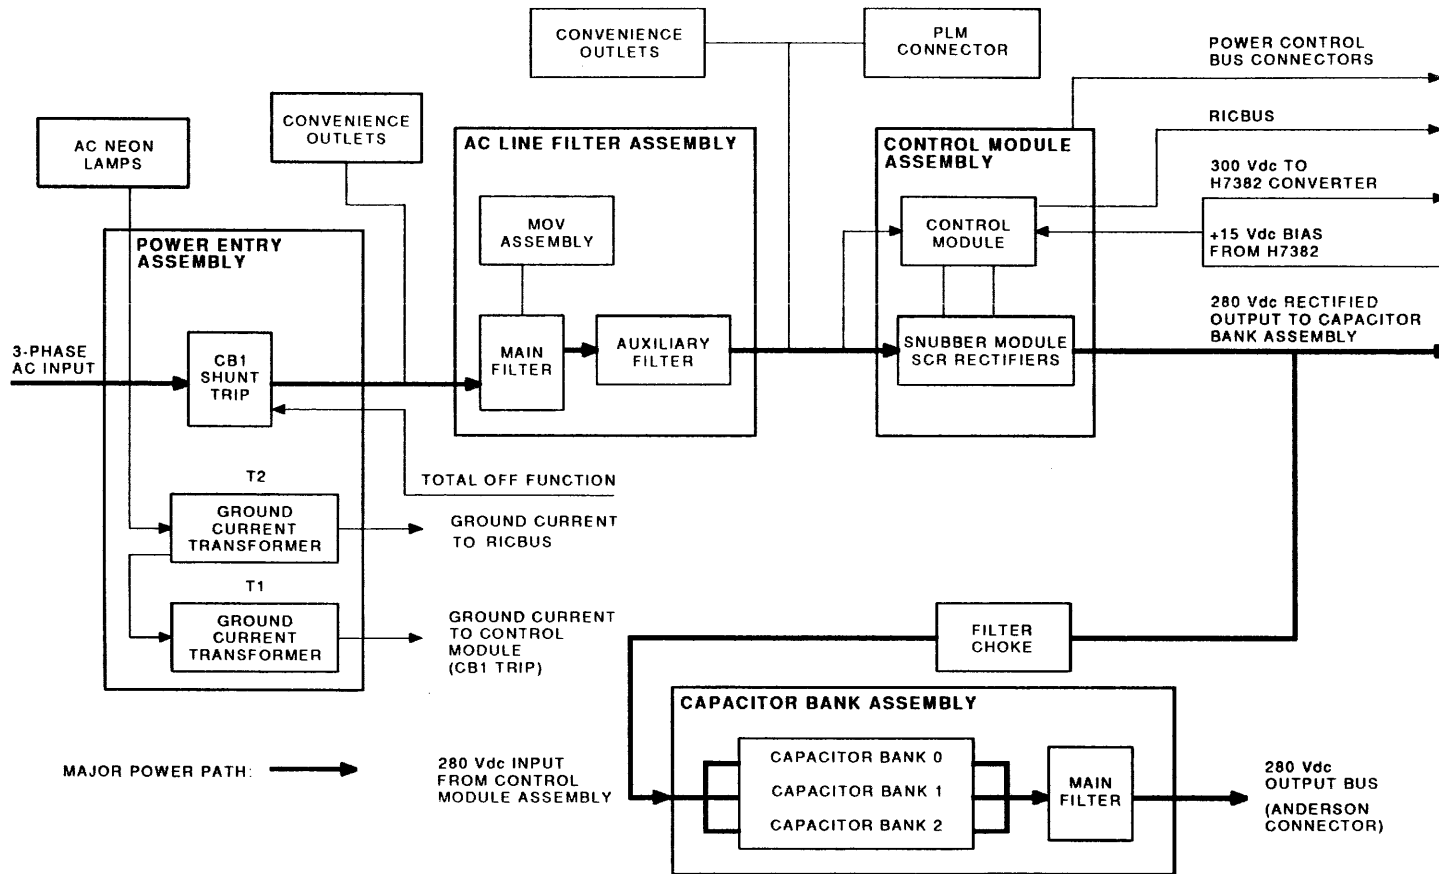 CONVENIENCE
OUTLETS
PLM
CONNECTOR
POWER CONTROL
BUS CONNECTORS
AC NEON
LAMPS
CONVENIENCE
OUTLETS
AC LINE FILTER ASSEMBLY
CONTROL MODULE
ASSEMBLY
RICBUS
300 Vdc TO
H7382 CONVERTER
MOV
ASSEMBLY
CONTROL
MODULE
+15 Vdc BIAS
FROM H7382
POWER ENTRY
ASSEMBLY
3-PHASE
AC INPUT
CB1
SHUNT
TRIP
MAIN
FILTER
AUXILIARY
FILTER
SNUBBER MODULE
SCR RECTIFIERS
280 Vdc RECTIFIED
OUTPUT TO CAPACITOR
BANK ASSEMBLY
TOTAL OFF FUNCTION
T2
GROUND
CURRENT
TRANSFORMER
GROUND CURRENT
TO RICBUS
T1
GROUND
CURRENT
TRANSFORMER
GROUND CURRENT
TO CONTROL
MODULE
(CB1 TRIP)
FILTER
CHOKE
CAPACITOR BANK ASSEMBLY
MAJOR POWER PATH:
280 Vdc INPUT
FROM CONTROL
MODULE ASSEMBLY
CAPACITOR BANK 0
CAPACITOR BANK 1
CAPACITOR BANK 2
MAIN
FILTER
280 Vdc
OUTPUT BUS
(ANDERSON
CONNECTOR)